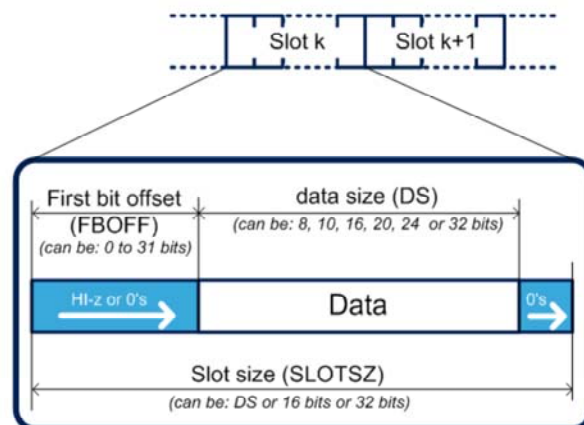 Slot k
Slot k+1
First bit offset
(FBOFF)
(can be: 0 to 31 bits)
data size (DS)
(can be: 8, 10, 16, 20, 24 or 32 bits)
HI-z or 0's
Data
0's
Slot size (SLOTSZ)
(can be: DS or 16 bits or 32 bits)